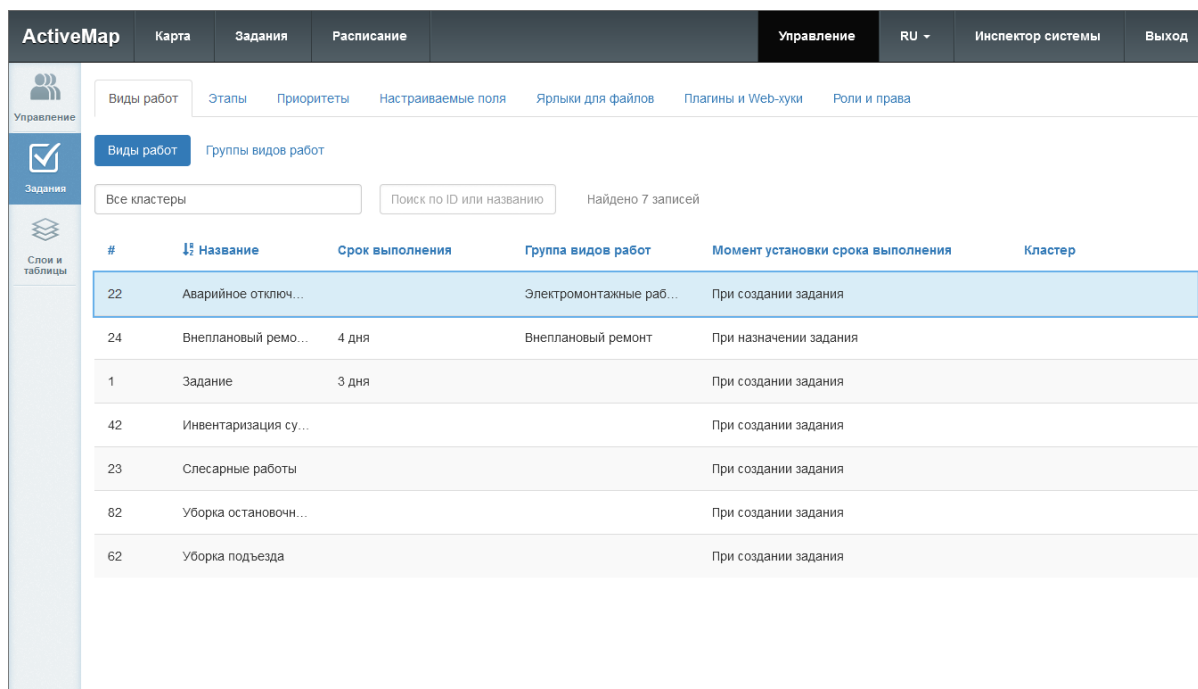 ActiveMap Карта Задания Расписание Управление RU Инспектор системы Выход
Управление
Задания
Слои и
таблицы
Виды работ Этапы Приоритеты Настраиваемые поля Ярлыки для файлов Плагины и Web-хуки Роли и права
Виды работ Группы видов работ
Все кластеры Поиск по ID или названию Найдено 7 записей
# Название Срок выполнения Группа видов работ Момент установки срока выполнения Кластер
22 Аварийное отключ... Электромонтажные раб... При создании задания
24 Внеплановый ремо... 4 дня Внеплановый ремонт При назначении задания
1 Задание 3 дня При создании задания
42 Инвентаризация су... При создании задания
23 Слесарные работы При создании задания
82 Уборка остановочн... При создании задания
62 Уборка подъезда При создании задания